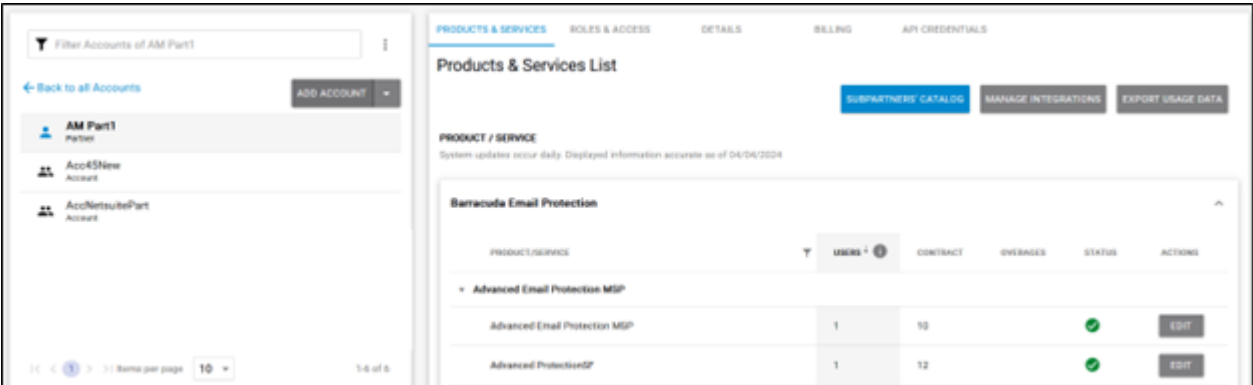 Filter Accounts of AM Part1
Back to all Accounts
ADD ACCOUNT
AM Part1
Partner
Acc45New
Account
AccNetsuitePart
Account
1
Items per page
10
1-6 of 6
PRODUCTS & SERVICES ROLES & ACCESS DETAILS BILLING API CREDENTIALS
Products & Services List
SUBPARTNERS' CATALOG MANAGE INTEGRATIONS EXPORT USAGE DATA
PRODUCT / SERVICE
System updates occur daily. Displayed information accurate as of 04/04/2024
Barracuda Email Protection
PRODUCT/SERVICE USERS CONTRACT OVERAGES STATUS ACTIONS
Advanced Email Protection MSP
Advanced Email Protection MSP 1 10 EDIT
Advanced ProtectionSF 1 12 EDIT